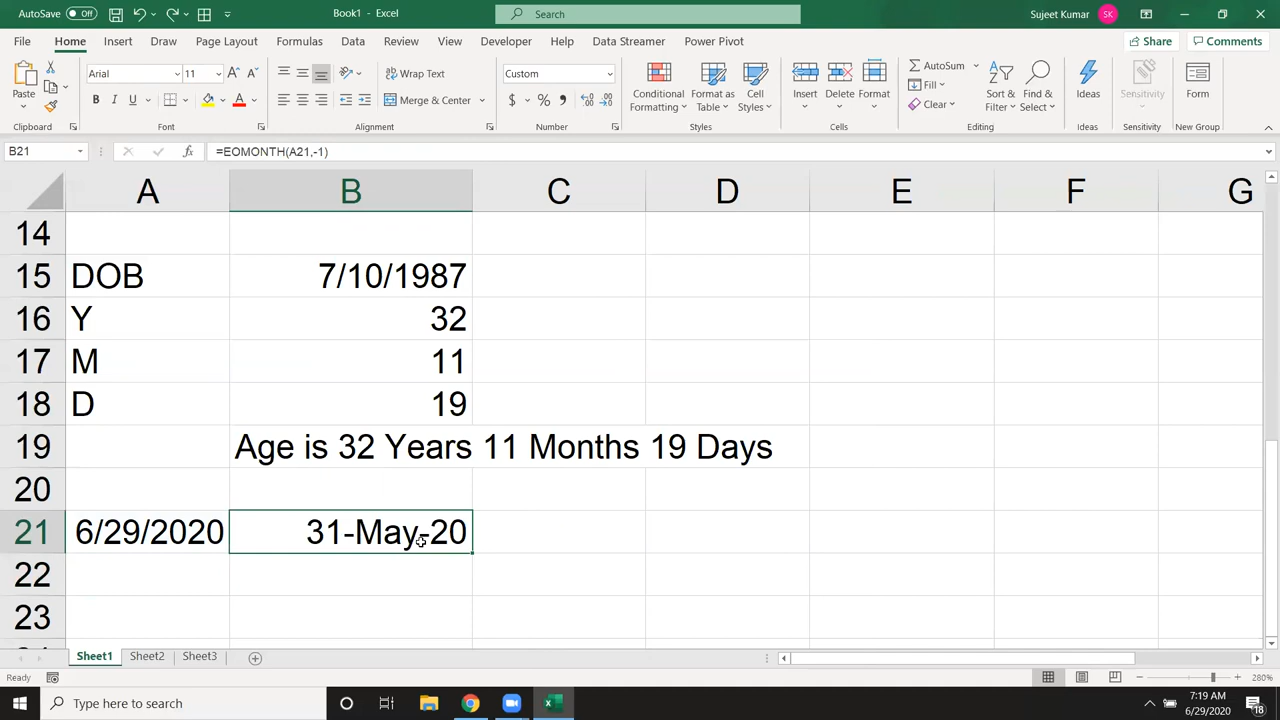 AutoSave Off Book1 - Excel Search Sujeet Kumar SK
File Home Insert Draw Page Layout Formulas Data Review View Developer Help Data Streamer Power Pivot Share Comments
Paste Arial 11 Wrap Text Custom Conditional Formatting Format as Table Cell Styles Insert Delete Format AutoSum Sort & Filter Find & Select Ideas Sensitivity Form
B I U A Merge & Center $ % Fill
Clear
Clipboard Font Alignment Number Styles Cells Editing Ideas Sensitivity New Group
B21 fx =EOMONTH(A21,-1)
A B C D E F G
14
15 DOB 7/10/1987
16 Y 32
17 M 11
18 D 19
19 Age is 32 Years 11 Months 19 Days
20
21 6/29/2020 31-May-20
22
23
24
Sheet1 Sheet2 Sheet3
Ready 280%
Type here to search 7:19 AM
6/29/2020 18